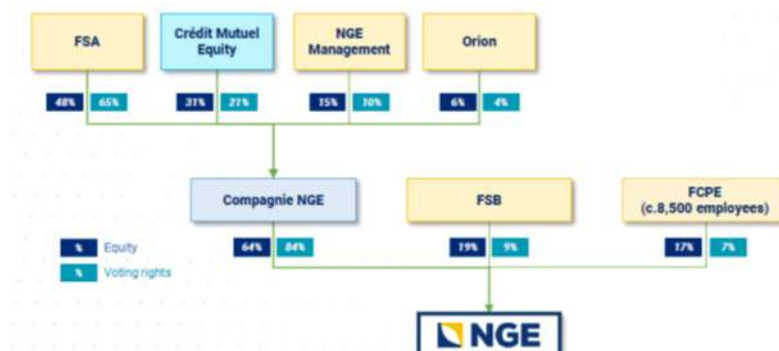 FSA
Crédit Mutuel
Equity
NGE
Management
Orion
48% 65%
31% 21%
15% 10%
6% 4%
Compagnie NGE
FSB
FCPE
(c.8,500 employees)
64% 84%
19% 9%
17% 7%
% Equity
% Voting rights
NGE